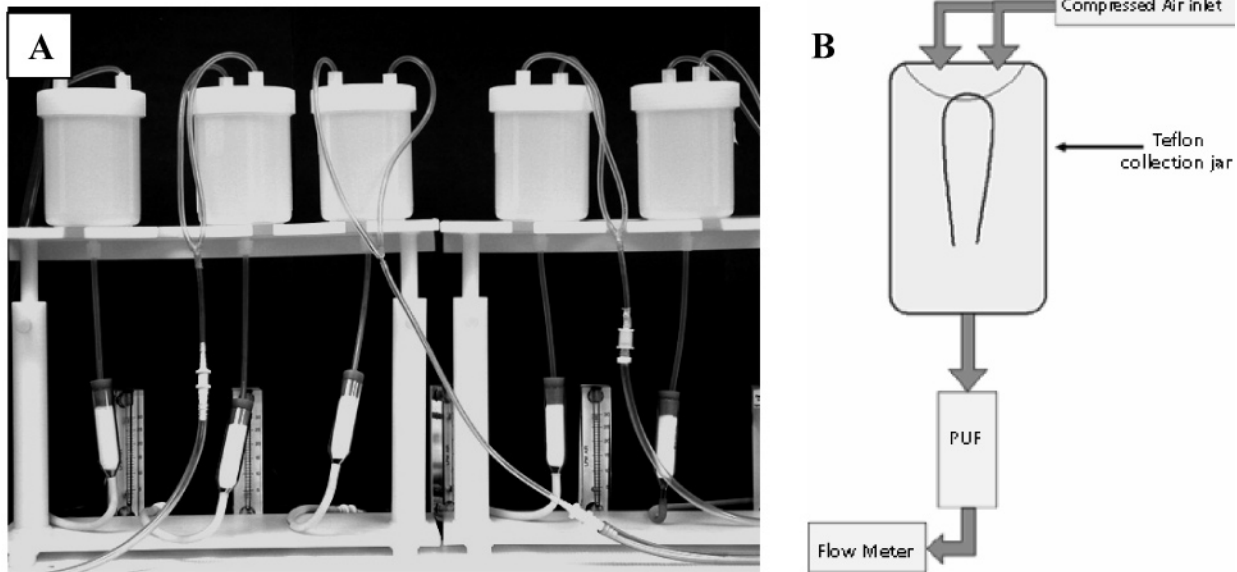 A
B
Compressed Air inlet
Teflon
collection jar
PUF
Flow Meter